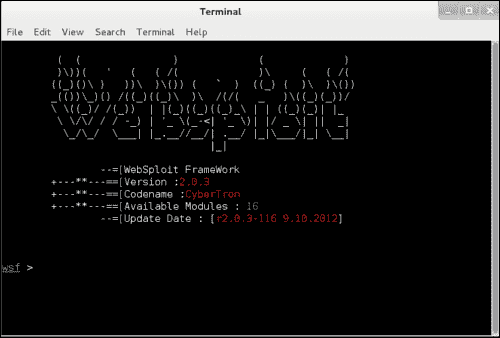 Terminal
File Edit View Search Terminal Help
WebSploit
--=[WebSploit FrameWork
+---**---==[Version :2.0.3
+---**---==[Codename :CyberTron
+---**---==[Available Modules : 16
--=[Update Date : [r2.0.3-116 9.10.2012]
wsf >